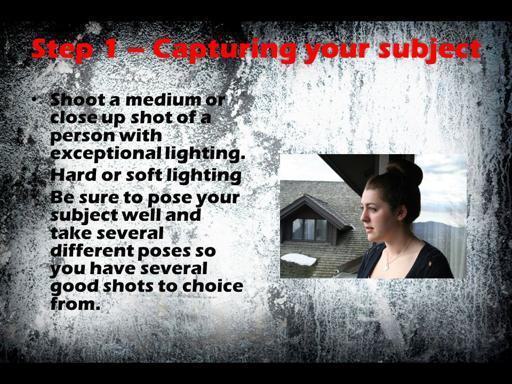 Step 1 – Capturing your subject
• Shoot a medium or
close up shot of a
person with
exceptional lighting.
Hard or soft lighting
Be sure to pose your
subject well and
take several
different poses so
you have several
good shots to choice
from.